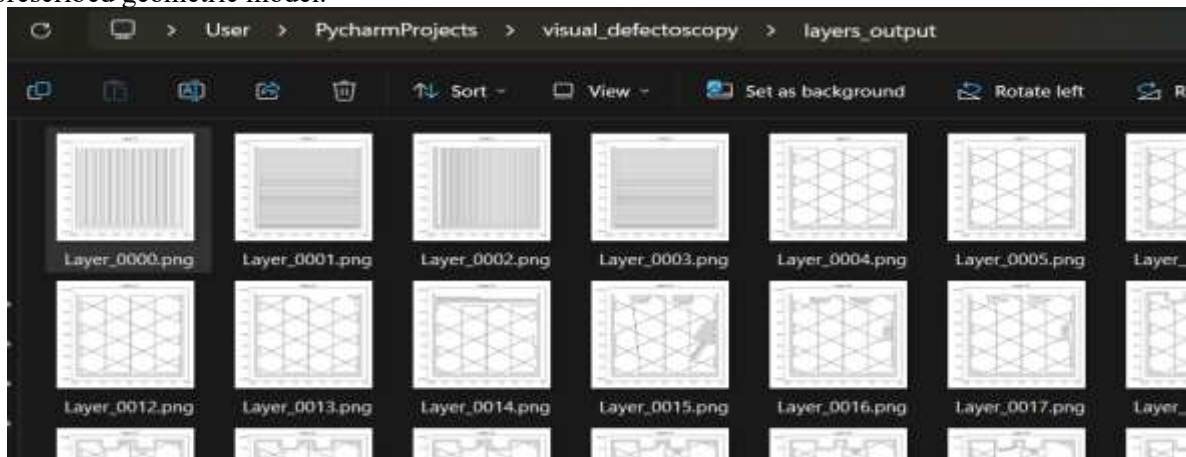 prescribed geometric model.
User > PycharmProjects > visual_defectoscopy > layers_output
Sort View Set as background Rotate left R
Layer_0000.png Layer_0001.png Layer_0002.png Layer_0003.png Layer_0004.png Layer_0005.png Layer_
Layer_0012.png Layer_0013.png Layer_0014.png Layer_0015.png Layer_0016.png Layer_0017.png Layer_